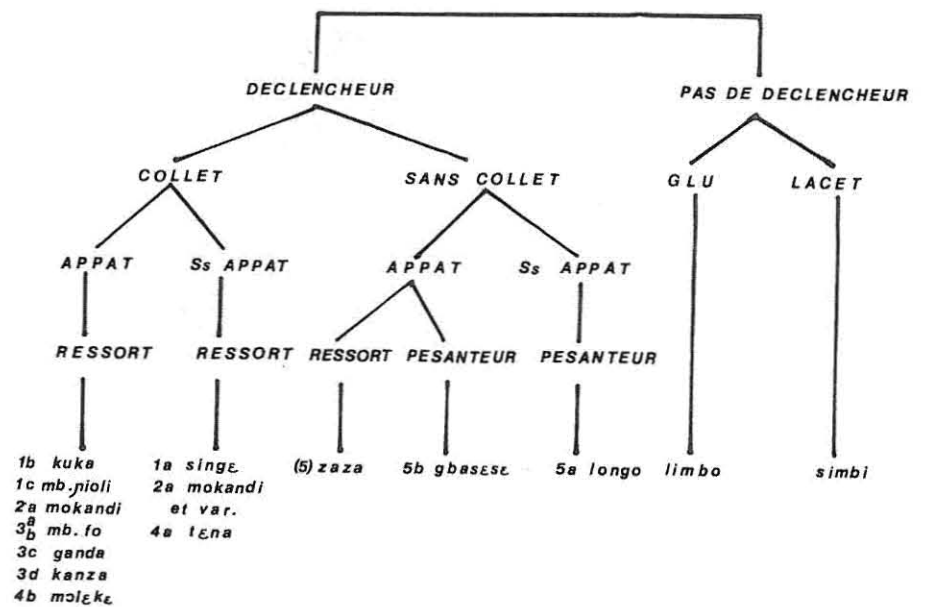 DECLENCHEUR
PAS DE DECLENCHEUR
COLLET
SANS COLLET
GLU
LACET
APPAT
Ss APPAT
APPAT
Ss APPAT
RESSORT
RESSORT
RESSORT
PESANTEUR
PESANTEUR
1b kuka
1c mb.pioli
2a mokandi
3a b mb. fo
3c ganda
3d kanza
4b mɔlɛkɛ
1a singɛ
2a mokandi
et var.
4a tɛna
(5) zaza
5b gbasɛsɛ
5a longo
limbo
simbi